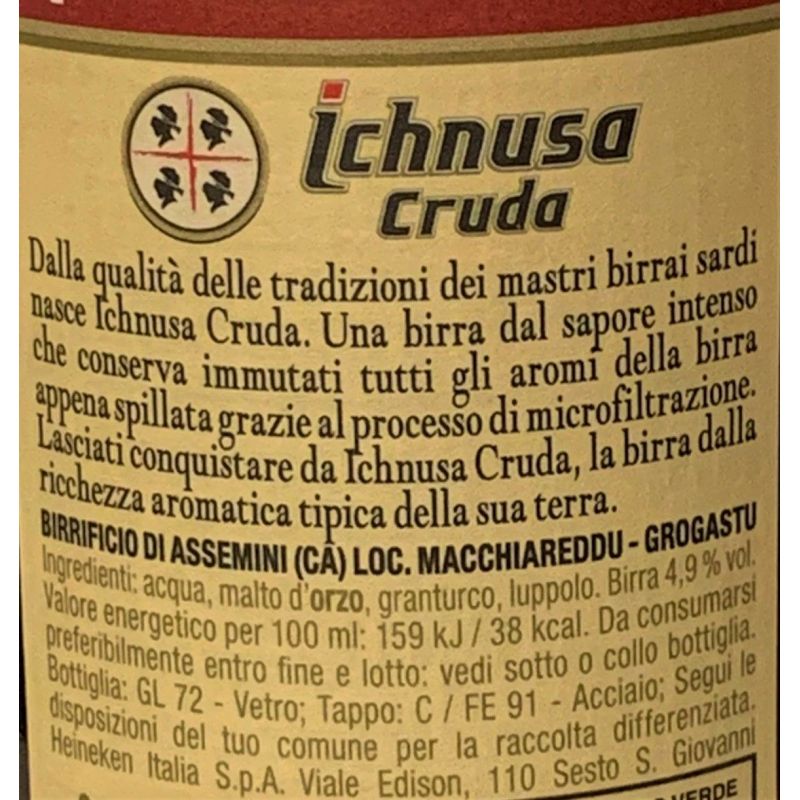 Ichnusa
Cruda
Dalla qualità delle tradizioni dei mastri birrai sardi
nasce Ichnusa Cruda. Una birra dal sapore intenso
che conserva immutati tutti gli aromi della birra
appena spillata grazie al processo di microfiltrazione.
Lasciati conquistare da Ichnusa Cruda, la birra dalla
ricchezza aromatica tipica della sua terra.
BIRRIFICIO DI ASSEMINI (CA) LOC. MACCHIAREDDU - GROGASTU
Ingredienti: acqua, malto d'orzo, granturco, luppolo. Birra 4,9 % vol.
Valore energetico per 100 ml: 159 kJ / 38 kcal. Da consumarsi
preferibilmente entro fine e lotto: vedi sotto o collo bottiglia.
Bottiglia: GL 72 - Vetro; Tappo: C / FE 91 - Acciaio; Segui le
disposizioni del tuo comune per la raccolta differenziata.
Heineken Italia S.p.A. Viale Edison, 110 Sesto S. Giovanni
VERDE